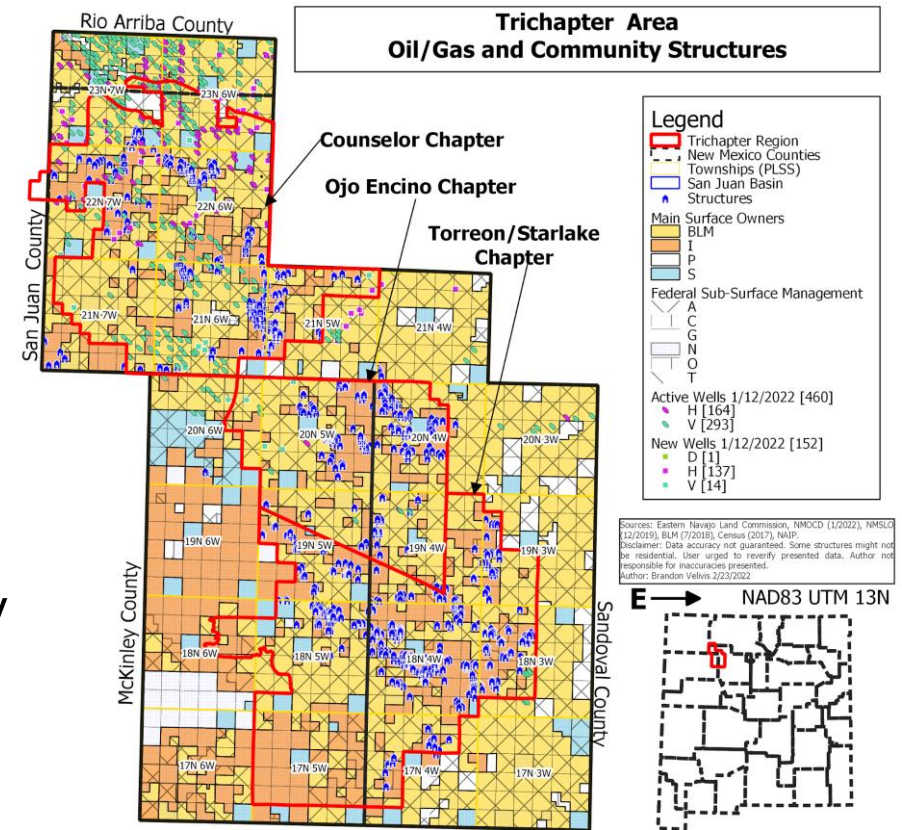 Trichapter Area
Oil/Gas and Community Structures
Rio Arriba County
San Juan County
McKinley County
Sandoval County
Counselor Chapter
Ojo Encino Chapter
Torreon/Starlake
Chapter
23N 7W
23N 6W
22N 7W
22N 6W
21N 7W
21N 6W
21N 5W
21N 4W
20N 6W
20N 5W
20N 4W
20N 3W
19N 6W
19N 5W
19N 4W
19N 3W
18N 6W
18N 5W
18N 4W
18N 3W
17N 6W
17N 5W
17N 4W
17N 3W
Legend
Trichapter Region
New Mexico Counties
Townships (PLSS)
San Juan Basin
Structures
Main Surface Owners
BLM
I
P
S
Federal Sub-Surface Management
A
C
G
N
O
T
Active Wells 1/12/2022 [460]
H [164]
V [293]
New Wells 1/12/2022 [152]
D [1]
H [137]
V [14]
Sources: Eastern Navajo Land Commission, NMOCD (1/2022), NMSLO
(12/2019), BLM (7/2018), Census (2017), NAIP.
Disclaimer: Data accuracy not guaranteed. Some structures might not
be residential. User urged to reverify presented data. Author not
responsible for inaccuracies presented.
Author: Brandon Velivis 2/23/2022
E
NAD83 UTM 13N